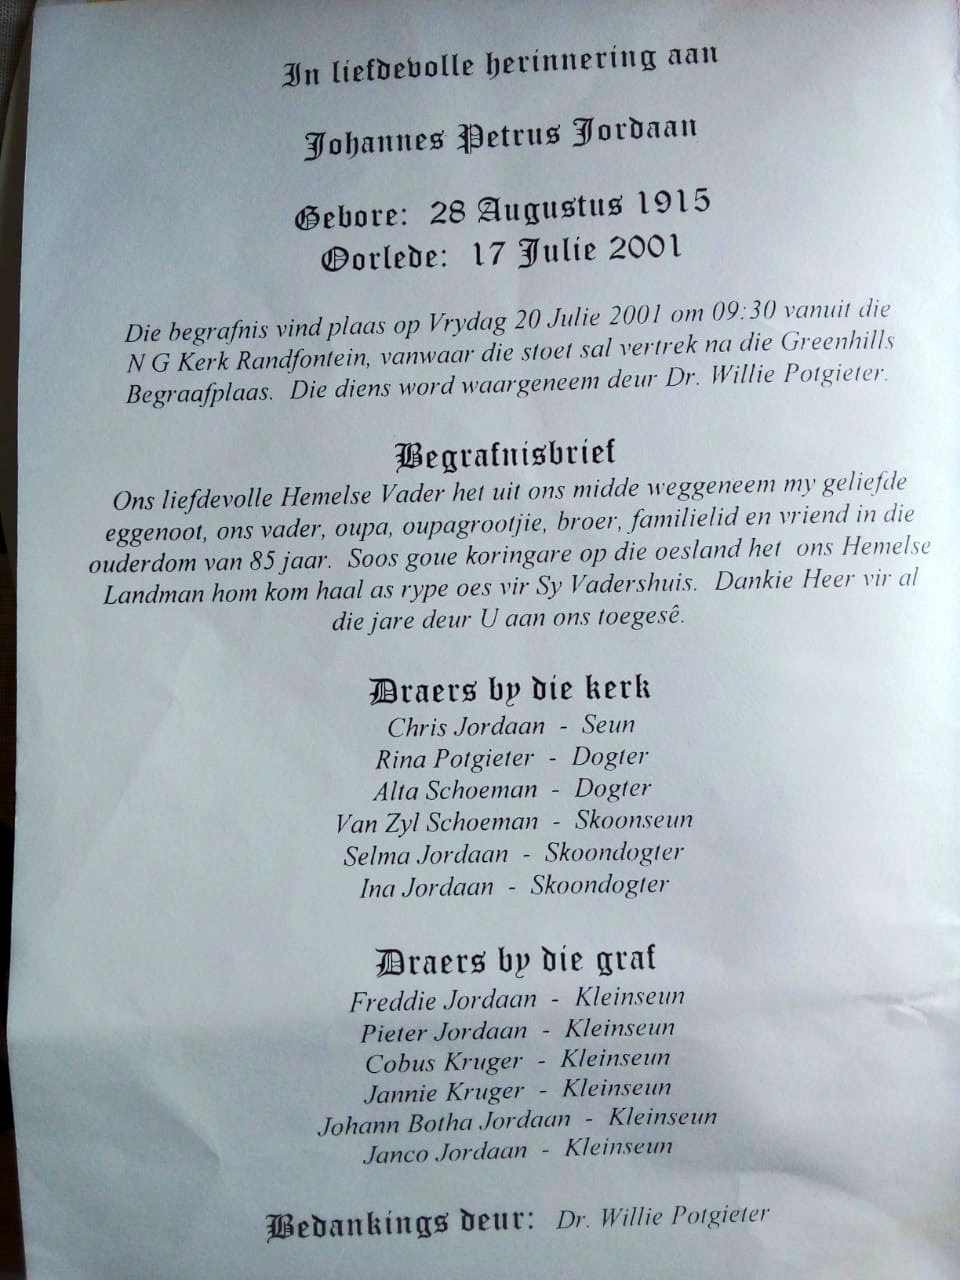 In liefdevolle herinnering aan
Johannes Petrus Jordaan
Gebore: 28 Augustus 1915
Oorlede: 17 Julie 2001
Die begrafnis vind plaas op Vrydag 20 Julie 2001 om 09:30 vanuit die
N G Kerk Randfontein, vanwaar die stoet sal vertrek na die Greenhills
Begraafplaas. Die diens word waargeneem deur Dr. Willie Potgieter.
Begrafnisbrief
Ons liefdevolle Hemelse Vader het uit ons midde weggeneem my geliefde
eggenoot, ons vader, oupa, oupagrootjie, broer, familielid en vriend in die
ouderdom van 85 jaar. Soos goue koringare op die oesland het ons Hemelse
Landman hom kom haal as rype oes vir Sy Vadershuis. Dankie Heer vir al
die jare deur U aan ons toegesê.
Draers by die kerk
Chris Jordaan - Seun
Rina Potgieter - Dogter
Alta Schoeman - Dogter
Van Zyl Schoeman - Skoonseun
Selma Jordaan - Skoondogter
Ina Jordaan - Skoondogter
Draers by die graf
Freddie Jordaan - Kleinseun
Pieter Jordaan - Kleinseun
Cobus Kruger - Kleinseun
Jannie Kruger - Kleinseun
Johann Botha Jordaan - Kleinseun
Janco Jordaan - Kleinseun
Bedankings deur: Dr. Willie Potgieter